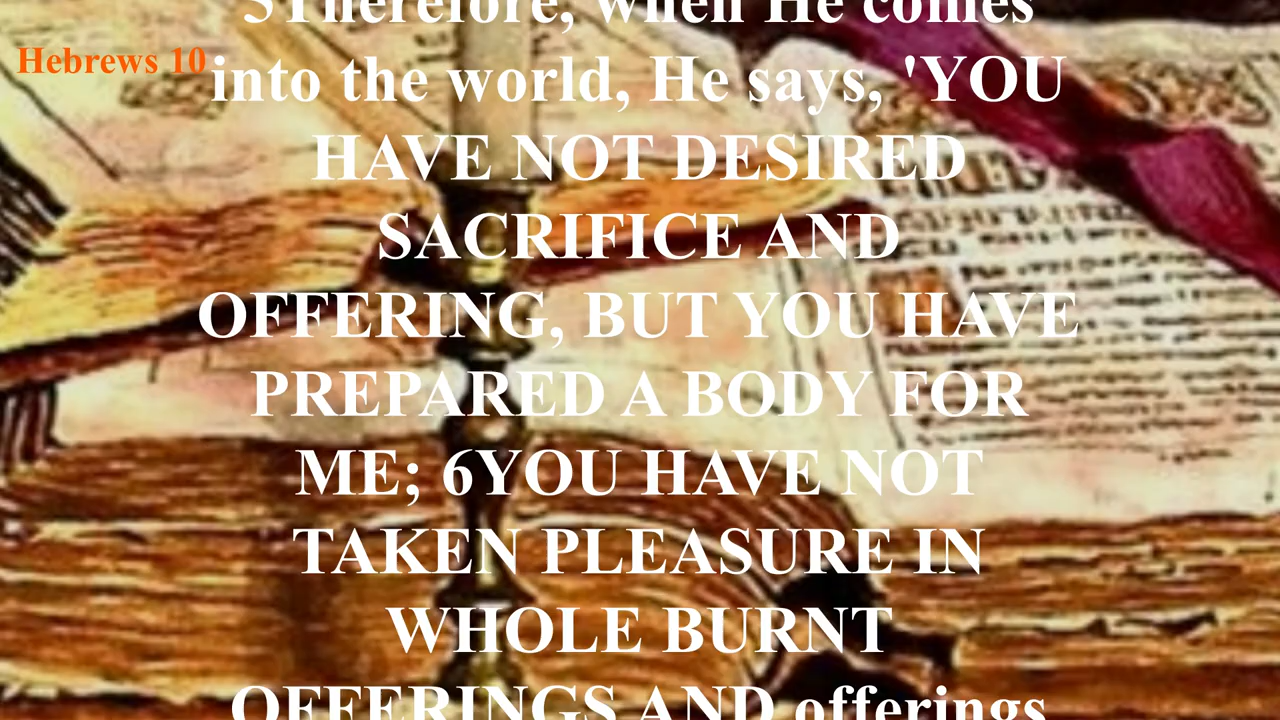 5Therefore, when He comes
Hebrews 10
into the world, He says, 'YOU
HAVE NOT DESIRED
SACRIFICE AND
OFFERING, BUT YOU HAVE
PREPARED A BODY FOR
ME; 6YOU HAVE NOT
TAKEN PLEASURE IN
WHOLE BURNT
OFFERINGS AND offerings